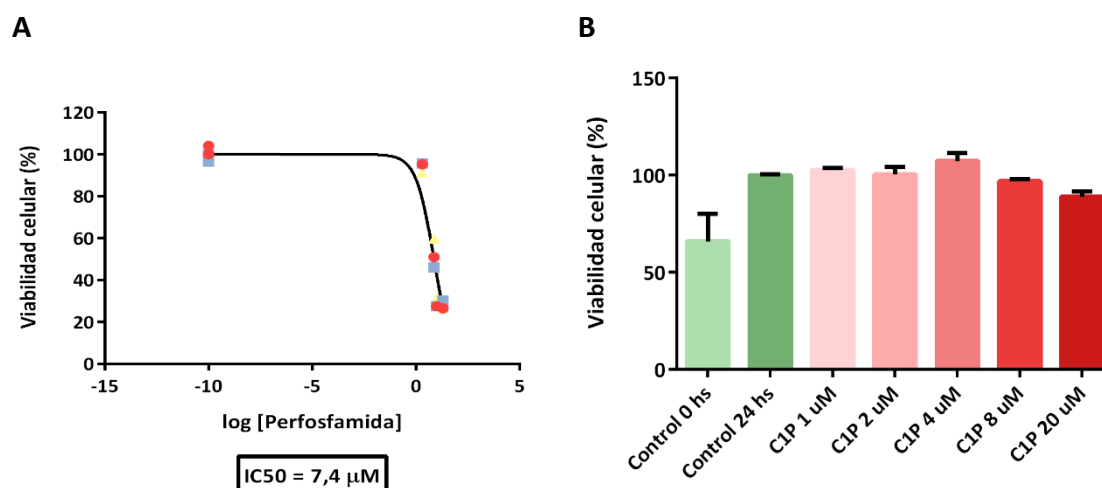 A
Viabilidad celular (%)
120
100
80
60
40
20
0
-15
-10
-5
0
5
log [Perfosfamida]
IC50 = 7,4 μM
B
Viabilidad celular (%)
150
100
50
0
Control 0 hs
Control 24 hs
C1P 1 uM
C1P 2 uM
C1P 4 uM
C1P 8 uM
C1P 20 uM